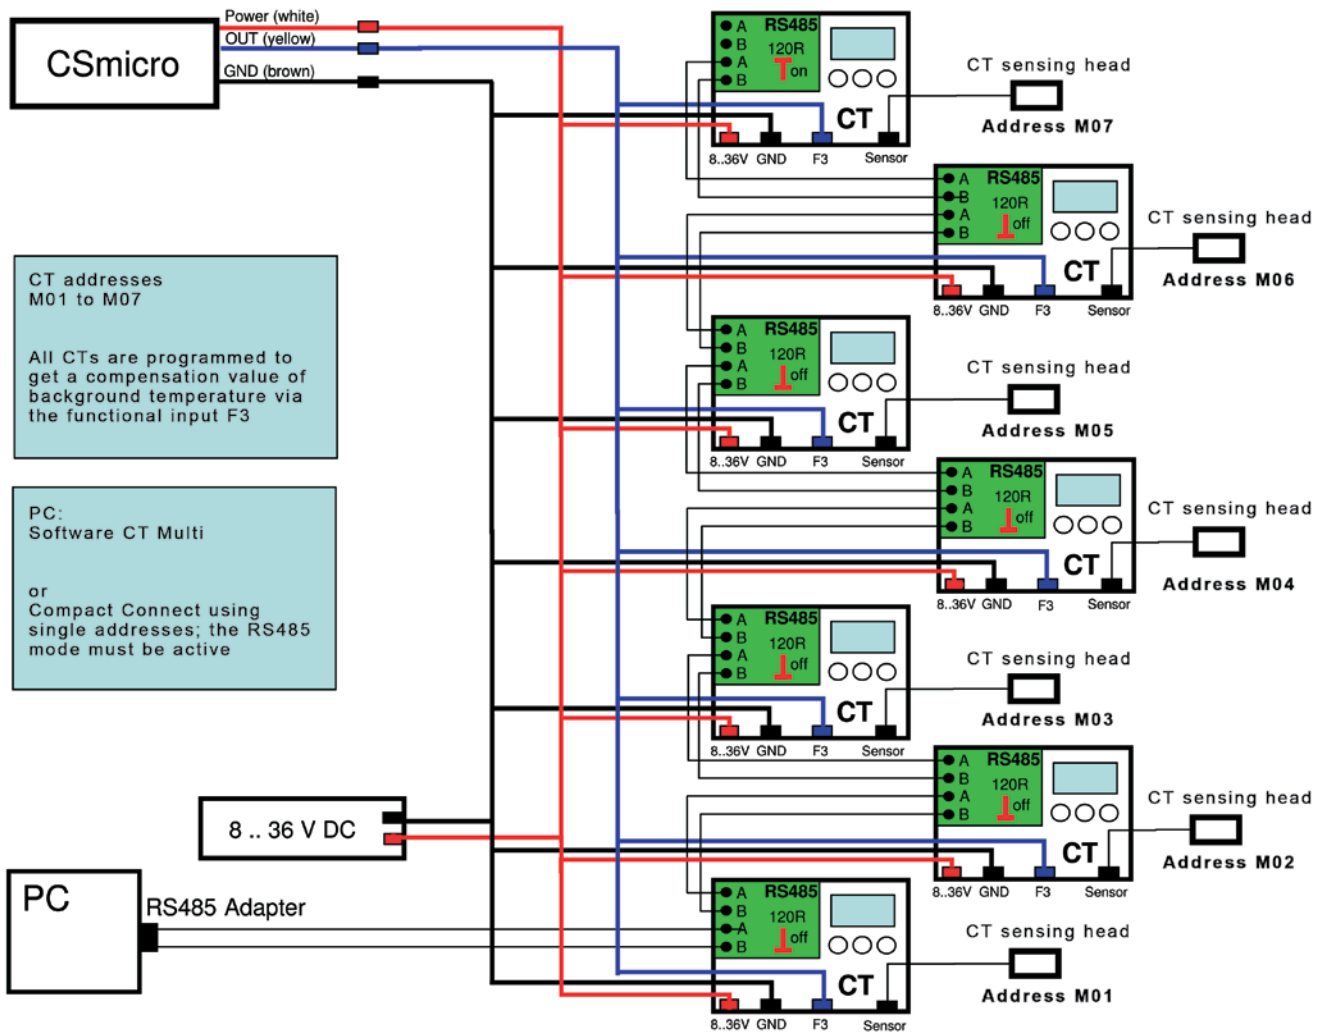 CSmicro
Power (white)
OUT (yellow)
GND (brown)
A
B
A
B
RS485
120R
on
CT
8..36V GND F3 Sensor
CT sensing head
Address M07
A
B
A
B
RS485
120R
off
CT
8..36V GND F3 Sensor
CT sensing head
Address M06
CT addresses
M01 to M07
All CTs are programmed to
get a compensation value of
background temperature via
the functional input F3
A
B
A
B
RS485
120R
off
CT
8..36V GND F3 Sensor
CT sensing head
Address M05
PC:
Software CT Multi
or
Compact Connect using
single addresses; the RS485
mode must be active
A
B
A
B
RS485
120R
off
CT
8..36V GND F3 Sensor
CT sensing head
Address M04
A
B
A
B
RS485
120R
off
CT
8..36V GND F3 Sensor
CT sensing head
Address M03
A
B
A
B
RS485
120R
off
CT
8..36V GND F3 Sensor
CT sensing head
Address M02
8 .. 36 V DC
PC
RS485 Adapter
A
B
A
B
RS485
120R
off
CT
8..36V GND F3 Sensor
CT sensing head
Address M01